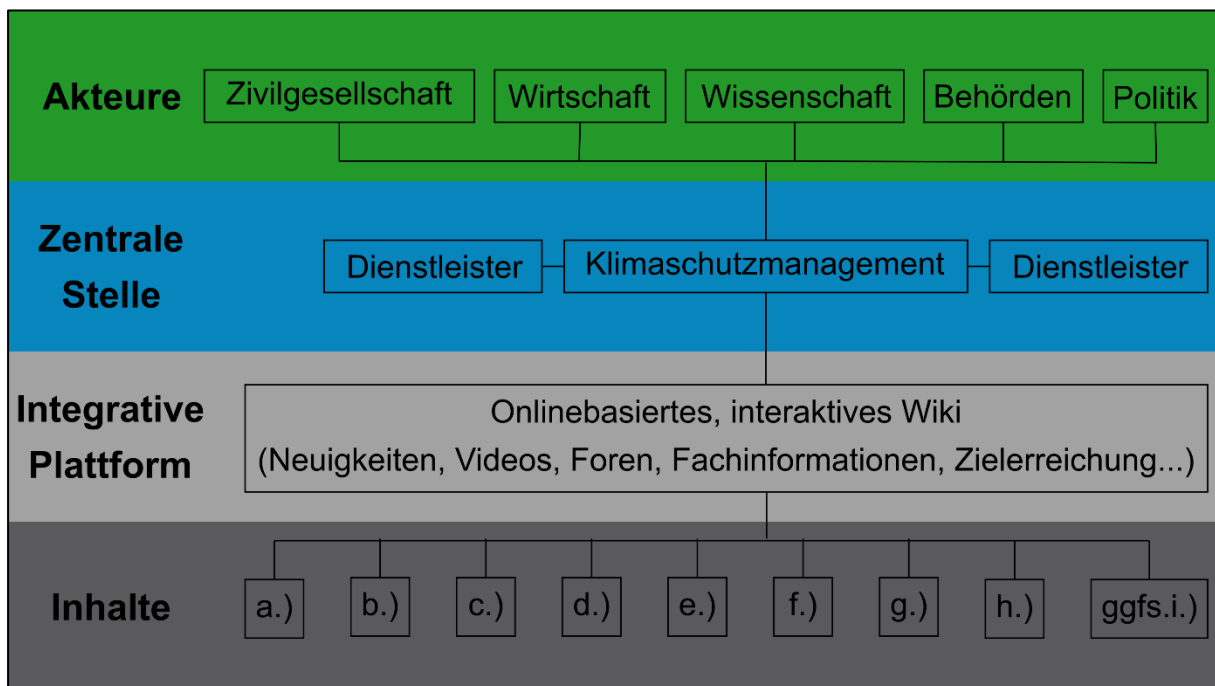 Akteure
Zivilgesellschaft
Wirtschaft
Wissenschaft
Behörden
Politik
Zentrale
Stelle
Dienstleister
Klimaschutzmanagement
Dienstleister
Integrative
Plattform
Onlinebasiertes, interaktives Wiki
(Neuigkeiten, Videos, Foren, Fachinformationen, Zielerreichung...)
Inhalte
a.)
b.)
c.)
d.)
e.)
f.)
g.)
h.)
ggfs.i.)